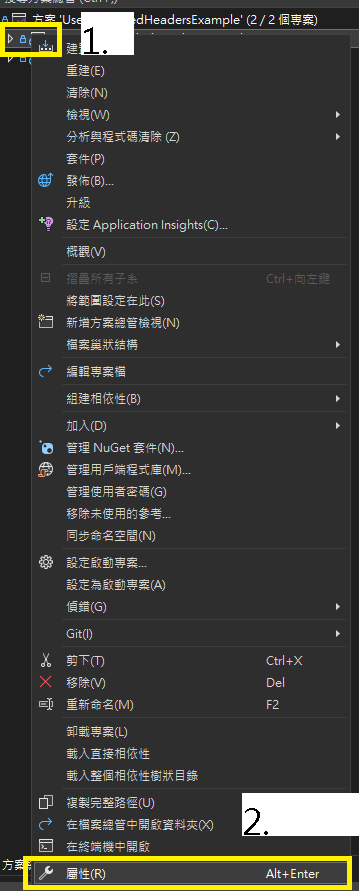 方案 'Use edHeadersExample' (2 / 2 個專案)
1.
建
重建(E)
清除(N)
檢視(W)
分析與程式碼清除 (Z)
套件(P)
發佈(B)...
升級
設定 Application Insights(C)...
概觀(V)
摺疊所有子系 Ctrl+向左鍵
將範圍設定在此(S)
新增方案總管檢視(N)
檔案巢狀結構
編輯專案檔
組建相依性(B)
加入(D)
管理 NuGet 套件(N)...
管理用戶端程式庫(M)...
管理使用者密碼(G)
移除未使用的參考...
同步命名空間(N)
設定啟動專案...
設定為啟動專案(A)
偵錯(G)
Git(I)
剪下(T) Ctrl+X
移除(V) Del
重新命名(M) F2
卸載專案(L)
載入直接相依性
載入整個相依性樹狀目錄
複製完整路徑(U)
在檔案總管中開啟資料夾(X)
2.
在終端機中開啟
方案
屬性(R) Alt+Enter